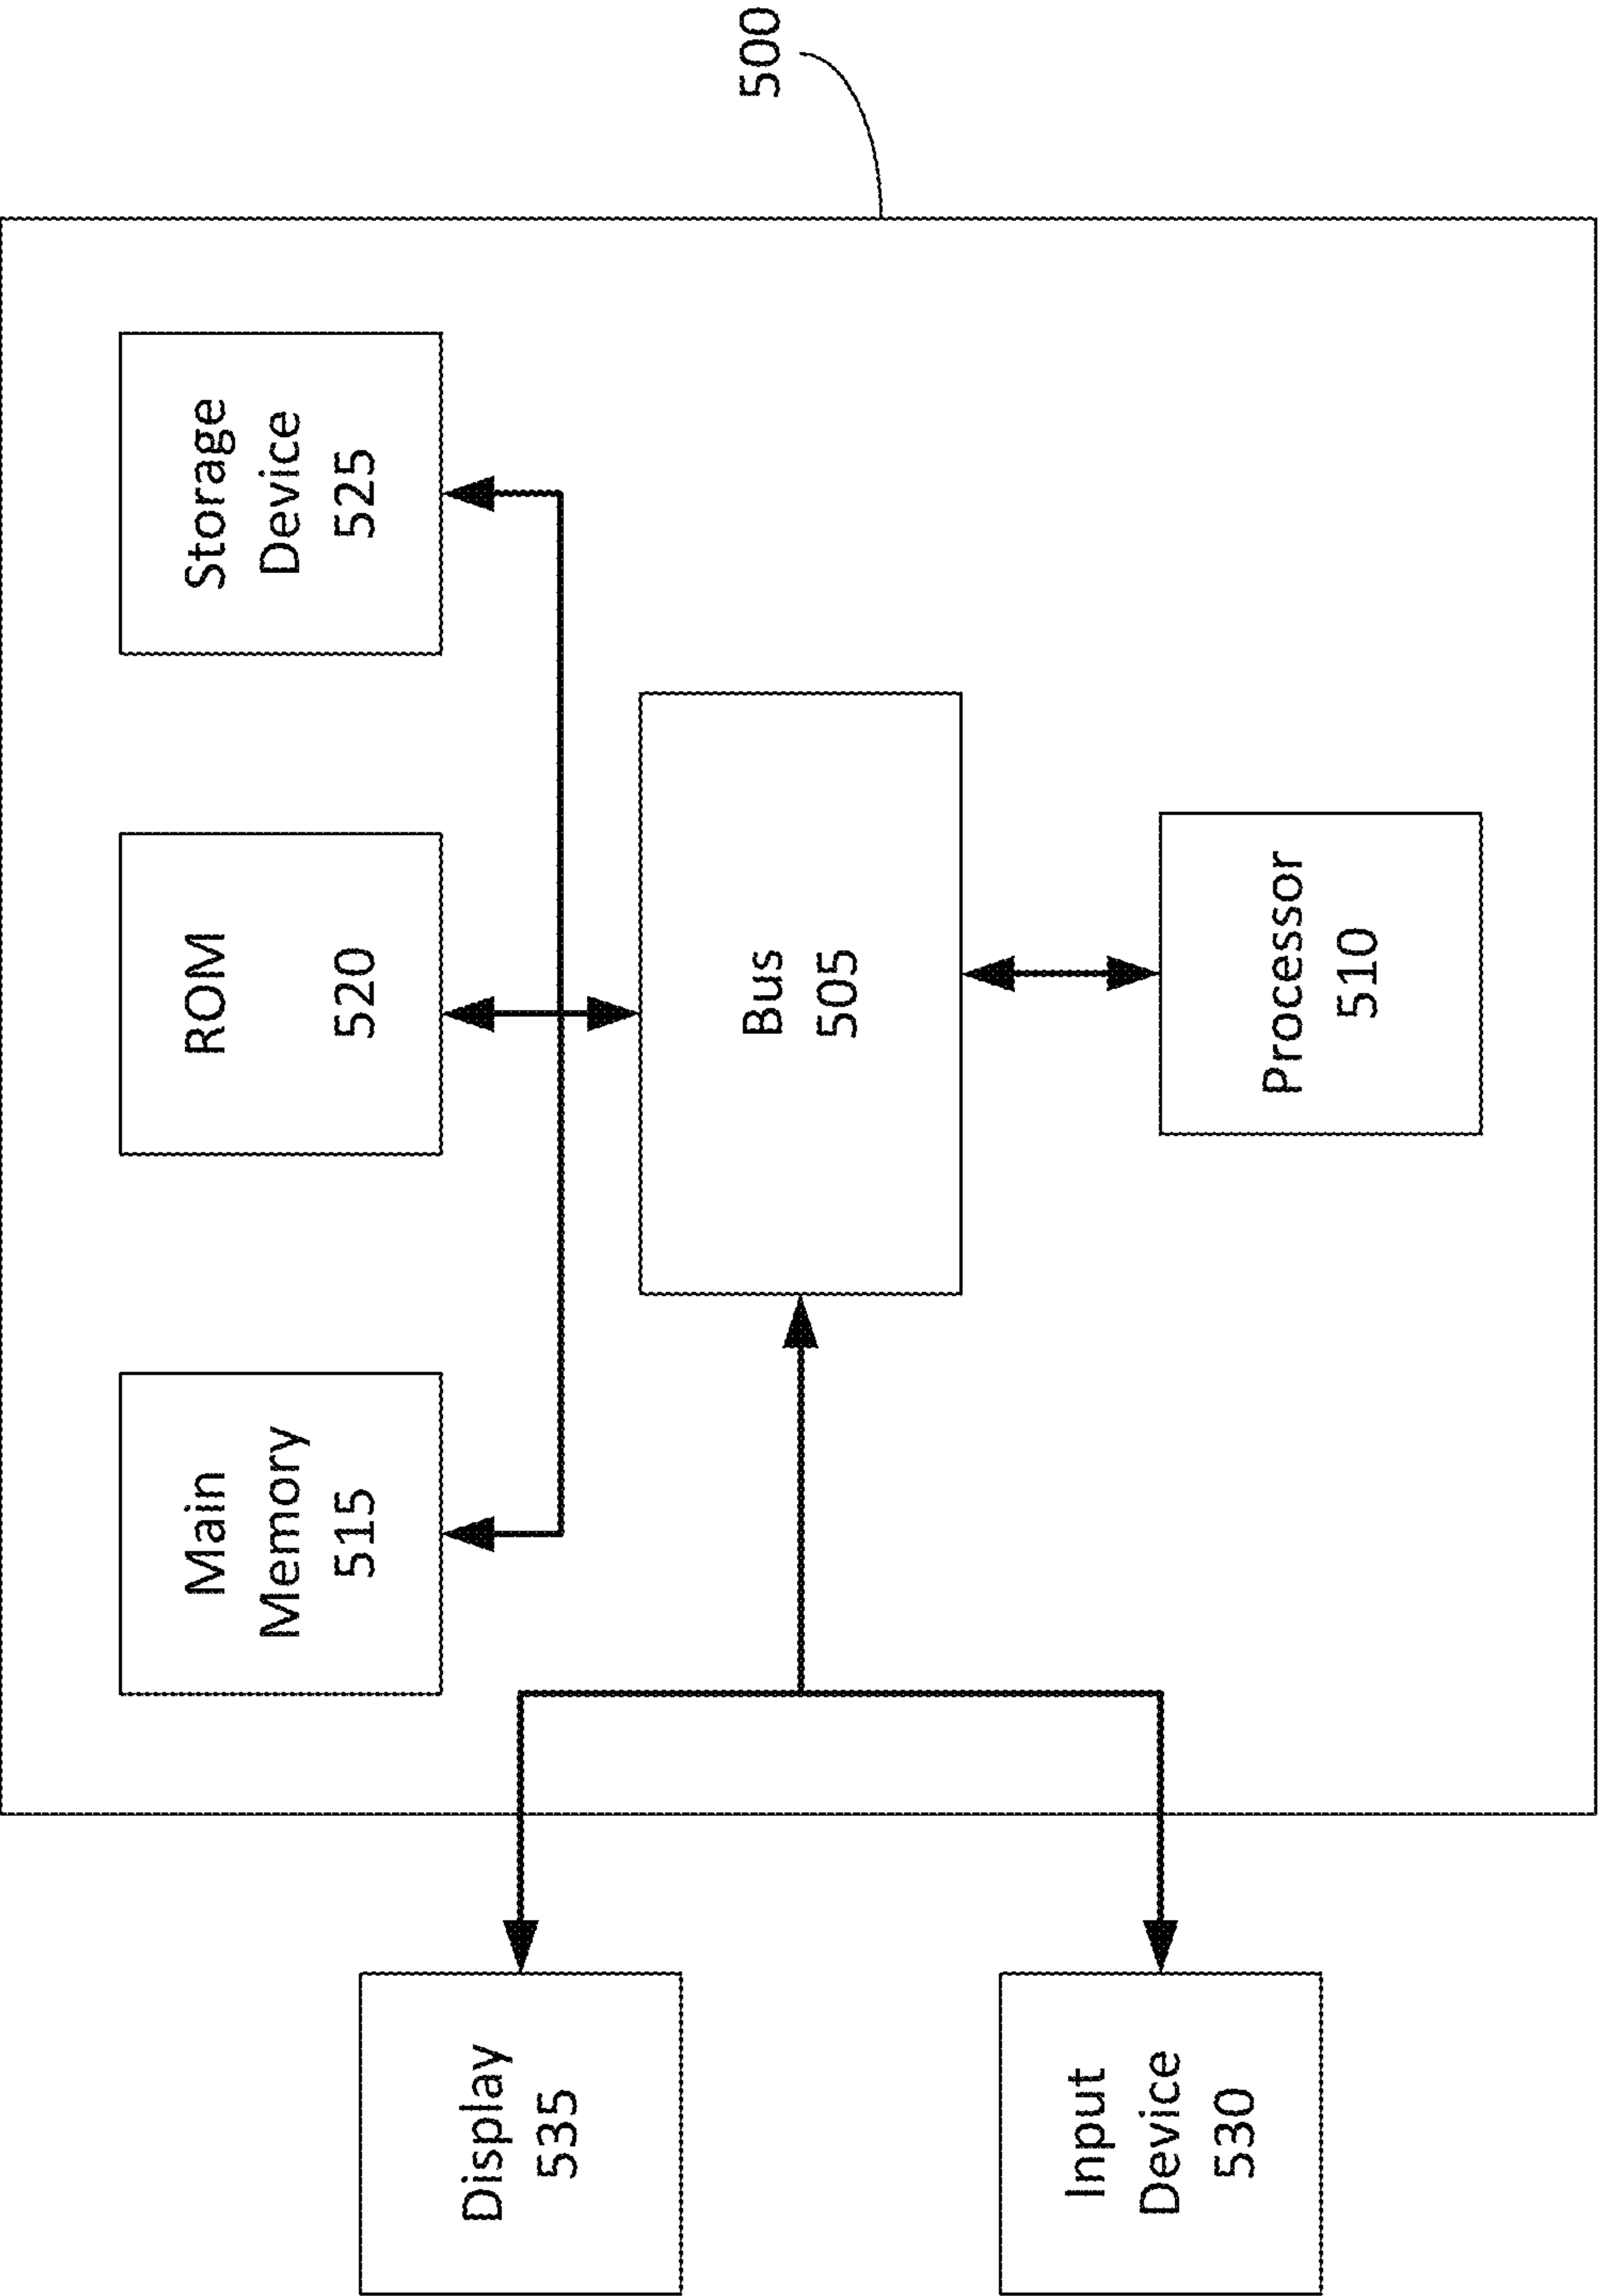 500
Main
Memory
515
ROM
520
Storage
Device
525
Display
535
Bus
505
Input
Device
530
Processor
510